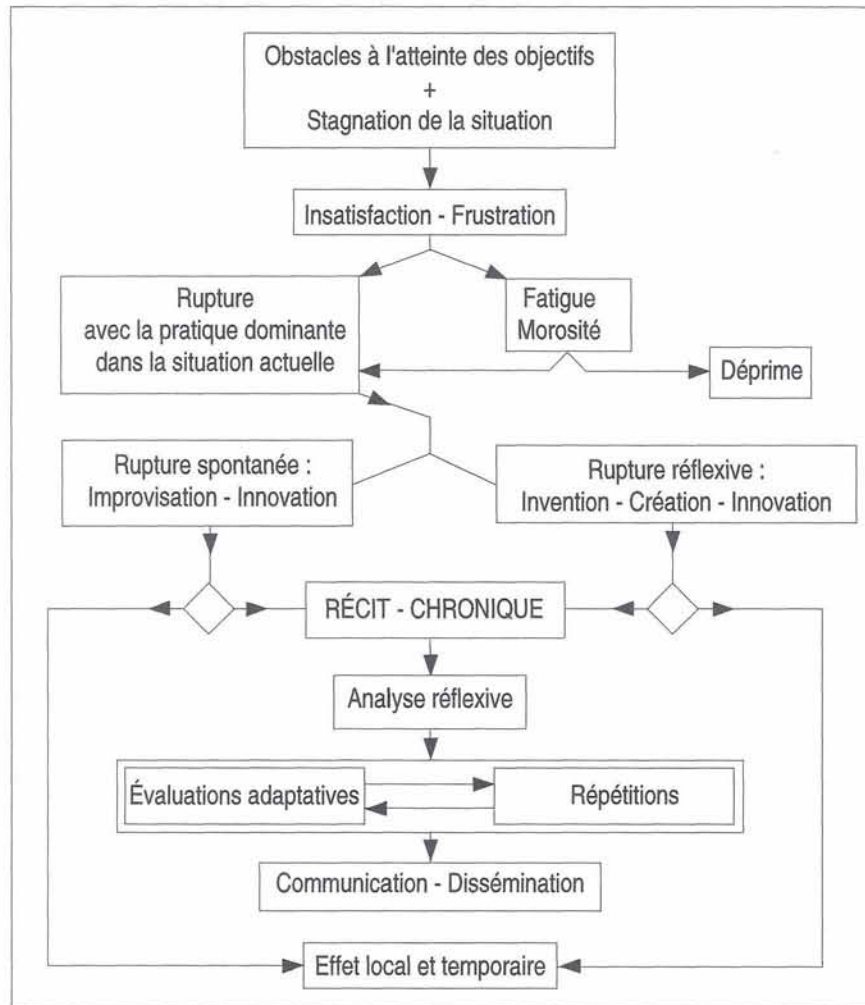 Obstacles à l'atteinte des objectifs
+
Stagnation de la situation
Insatisfaction - Frustration
Rupture
avec la pratique dominante
dans la situation actuelle
Fatigue
Morosité
Déprime
Rupture spontanée :
Improvisation - Innovation
Rupture réflexive :
Invention - Création - Innovation
RÉCIT - CHRONIQUE
Analyse réflexive
Évaluations adaptatives
Répétitions
Communication - Dissémination
Effet local et temporaire